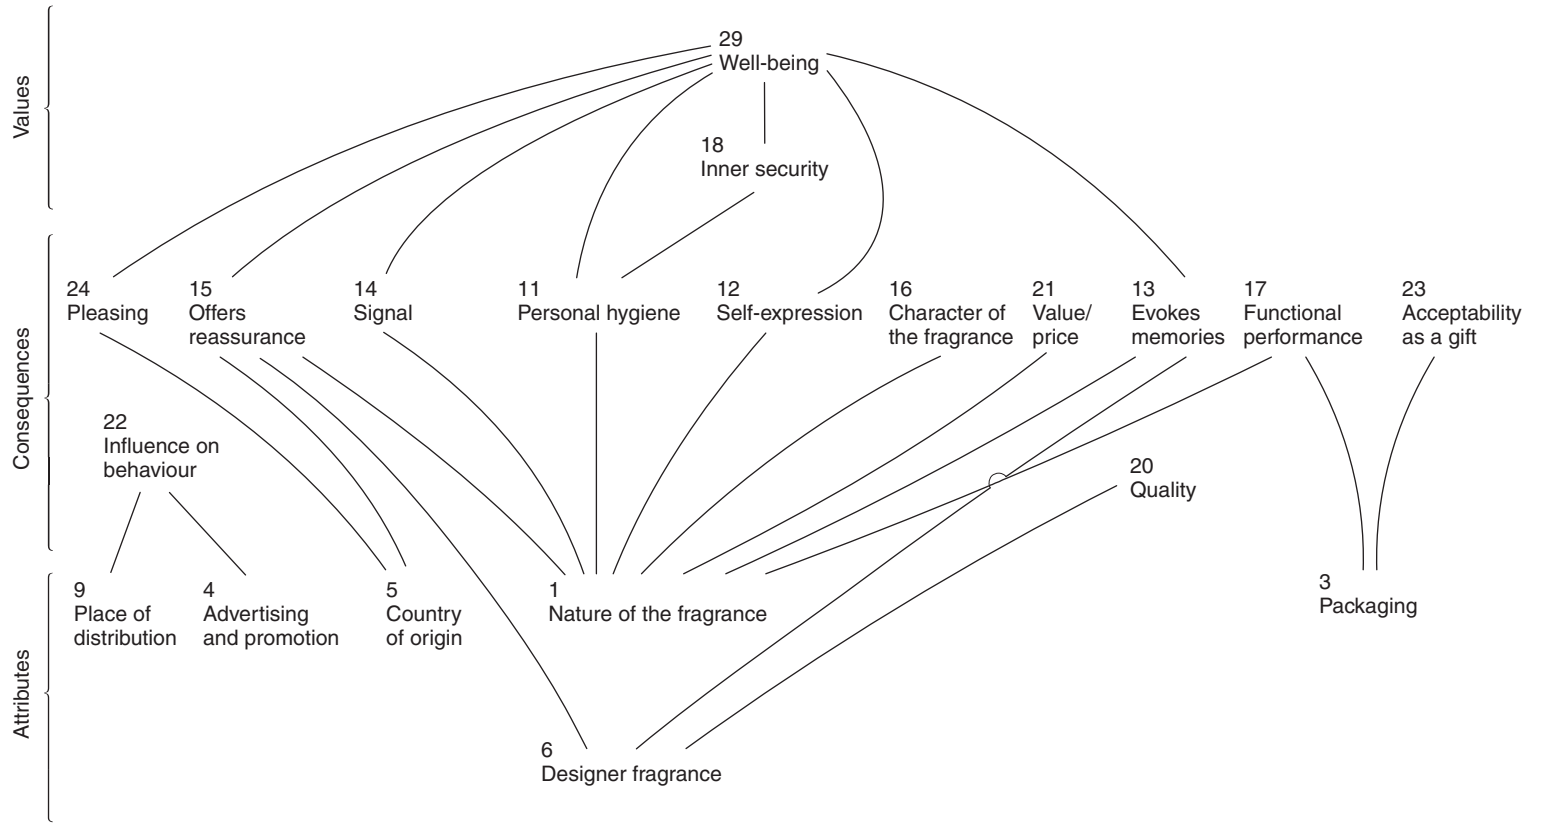 Values
29
Well-being
18
Inner security
Consequences
24
Pleasing
15
Offers
reassurance
14
Signal
11
Personal hygiene
12
Self-expression
16
Character of
the fragrance
21
Value/
price
13
Evokes
memories
17
Functional
performance
23
Acceptability
as a gift
22
Influence on
behaviour
20
Quality
Attributes
9
Place of
distribution
4
Advertising
and promotion
5
Country
of origin
1
Nature of the fragrance
3
Packaging
6
Designer fragrance